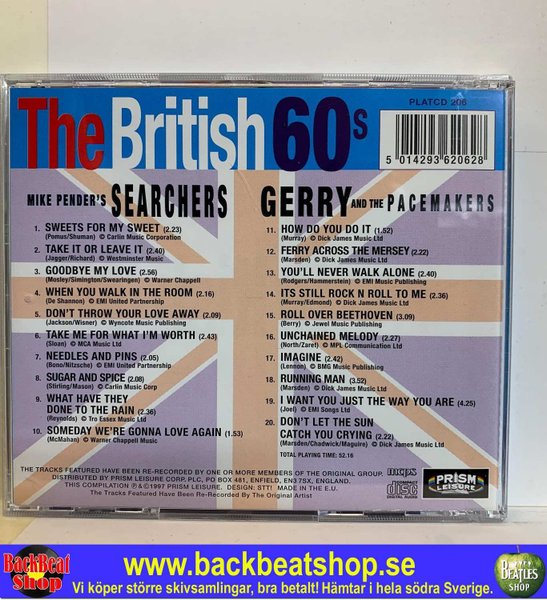 The British 60s
PLATCD 206
5 014293 620628
MIKE PENDER'S SEARCHERS
1. SWEETS FOR MY SWEET (2.23)
(Pomus/Shuman) © Carlin Music Corporation
2. TAKE IT OR LEAVE IT (2.40)
(Jagger/Richard) © Westminster Music
3. GOODBYE MY LOVE (2.56)
(Mosley/Simington/Swearingen) © Warner Chappell
4. WHEN YOU WALK IN THE ROOM (2.16)
(De Shannon) © EMI United Partnership
5. DON'T THROW YOUR LOVE AWAY (2.09)
(Jackson/Wisner) © Wyncote Music Publishing
6. TAKE ME FOR WHAT I'M WORTH (2.43)
(Sloan) © MCA Music Ltd
7. NEEDLES AND PINS (2.05)
(Bono/Nitzsche) © EMI United Partnership
8. SUGAR AND SPICE (2.08)
(Stirling/Mason) © Carlin Music Corp
9. WHAT HAVE THEY
DONE TO THE RAIN (2.36)
(Reynolds) © Tro Essex Music Ltd
10. SOMEDAY WE'RE GONNA LOVE AGAIN (1.53)
(McMahan) © Warner Chappell Music
GERRY AND THE PACEMAKERS
11. HOW DO YOU DO IT (1.52)
(Murray) © Dick James Music Ltd
12. FERRY ACROSS THE MERSEY (2.22)
(Marsden) © Dick James Music Ltd
13. YOU'LL NEVER WALK ALONE (2.40)
(Rodgers/Hammerstein) © EMI Music Publishing
14. ITS STILL ROCK N ROLL TO ME (2.36)
(Murray/Edmond) © Dick James Music Ltd
15. ROLL OVER BEETHOVEN (3.09)
(Berry) © Jewel Music Publishing
16. UNCHAINED MELODY (2.27)
(North/Zaret) © MPL Communication Ltd
17. IMAGINE (2.42)
(Lennon) © BMG Music Publishing
18. RUNNING MAN (3.52)
(Marsden) © Dick James Music Ltd
19. I WANT YOU JUST THE WAY YOU ARE (4.25)
(Joel) © EMI Songs Ltd
20. DON'T LET THE SUN
CATCH YOU CRYING (2.22)
(Marsden/Chadwick/Maguire) © Dick James Music Ltd
TOTAL PLAYING TIME: 52.16
THE TRACKS FEATURED HAVE BEEN RE-RECORDED BY ONE OR MORE MEMBERS OF THE ORIGINAL GROUP.
DISTRIBUTED BY PRISM LEISURE CORP. PLC, PO BOX 481, ENFIELD, EN3 7SX, ENGLAND.
THIS COMPILATION ℗ & © 1997 PRISM LEISURE. DESIGN: STT! MADE IN THE E.U.
The Tracks Featured Have Been Re-Recorded By The Original Artist
mcps
COMPACT
disc
DIGITAL AUDIO
PRISM
LEISURE
BackBeat
Shop
www.backbeatshop.se
Vi köper större skivsamlingar, bra betalt! Hämtar i hela södra Sverige.
BEATLES
SHOP